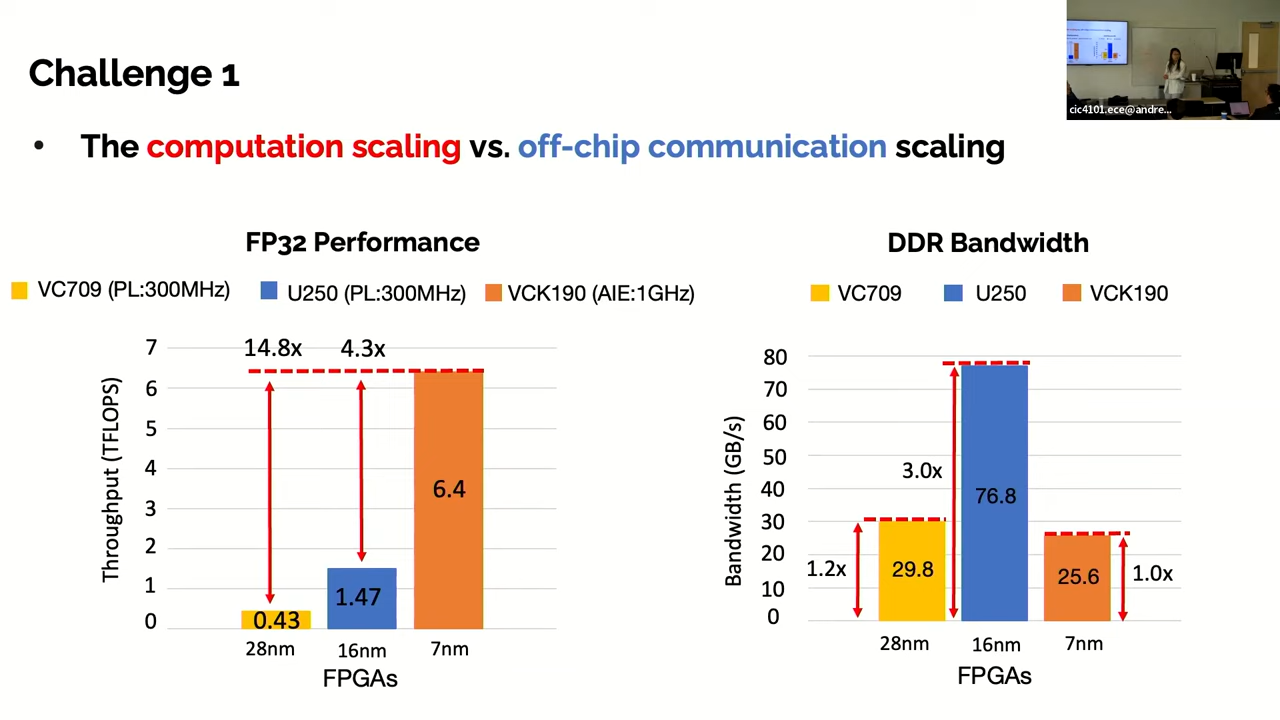 Challenge 1
cic4101.ece@andre...
• The computation scaling vs. off-chip communication scaling
FP32 Performance
VC709 (PL:300MHz) U250 (PL:300MHz) VCK190 (AIE:1GHz)
14.8x 4.3x
7
6
5
4
3
2
1
0
Throughput (TFLOPS)
0.43
1.47
6.4
28nm 16nm 7nm
FPGAs
DDR Bandwidth
VC709 U250 VCK190
80
70
60
50
40
30
20
10
0
Bandwidth (GB/s)
1.2x
29.8
3.0x
76.8
25.6
1.0x
28nm 16nm 7nm
FPGAs